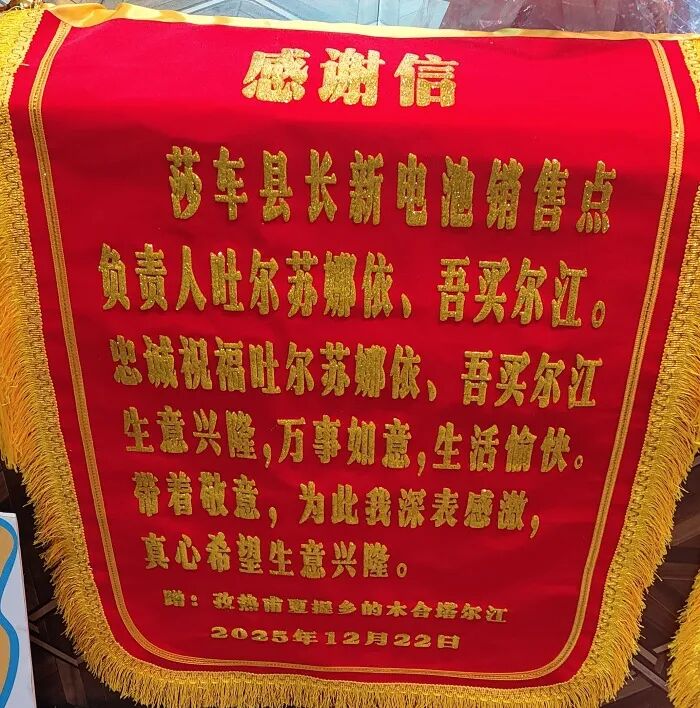 感谢信
莎车县长新电池销售点
负责人吐尔苏娜依、吾买尔江。
忠诚祝福吐尔苏娜依、吾买尔江
生意兴隆,万事如意,生活愉快。
带着敬意，为此我深表感激,
真心希望生意兴隆。
赠：孜热甫夏提乡的木合塔尔江
2025年12月22日